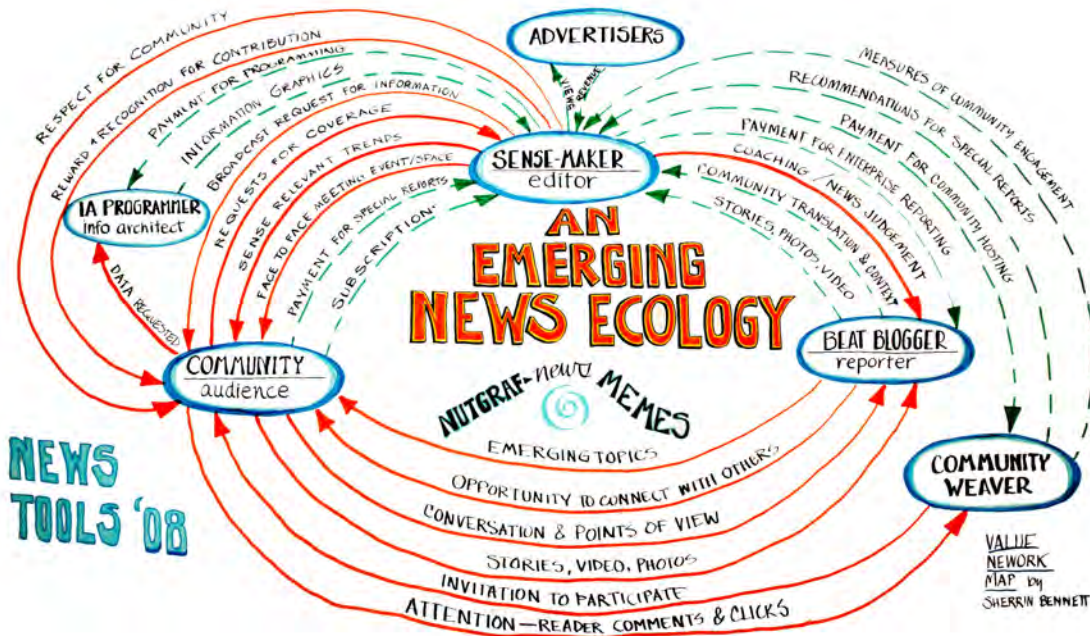 RESPECT FOR COMMUNITY
REWARD & RECOGNITION FOR CONTRIBUTION
PAYMENT FOR PROGRAMMING
INFORMATION GRAPHICS
BROADCAST REQUEST FOR INFORMATION
REQUESTS FOR COVERAGE
SENSE RELEVANT TRENDS
FACE TO FACE MEETING EVENT/SPACE
PAYMENT FOR SPECIAL REPORTS
SUBSCRIPTION
ADVERTISERS
VIEWS
REVENUE
SENSE-MAKER
editor
MEASURES OF COMMUNITY ENGAGEMENT
RECOMMENDATIONS FOR SPECIAL REPORTS
PAYMENT FOR COMMUNITY HOSTING
PAYMENT FOR ENTERPRISE REPORTING
COACHING / NEWS JUDGEMENT
COMMUNITY TRANSLATION & CONTEXT
STORIES, PHOTOS, VIDEO
IA PROGRAMMER
info architect
DATA REQUESTED
AN
EMERGING
NEWS ECOLOGY
NUTGRAF - news MEMES
COMMUNITY
audience
BEAT BLOGGER
reporter
COMMUNITY
WEAVER
EMERGING TOPICS
OPPORTUNITY TO CONNECT WITH OTHERS
CONVERSATION & POINTS OF VIEW
STORIES, VIDEO, PHOTOS
INVITATION TO PARTICIPATE
ATTENTION — READER COMMENTS & CLICKS
NEWS
TOOLS '08
VALUE
NEWORK
MAP by
SHERRIN BENNETT